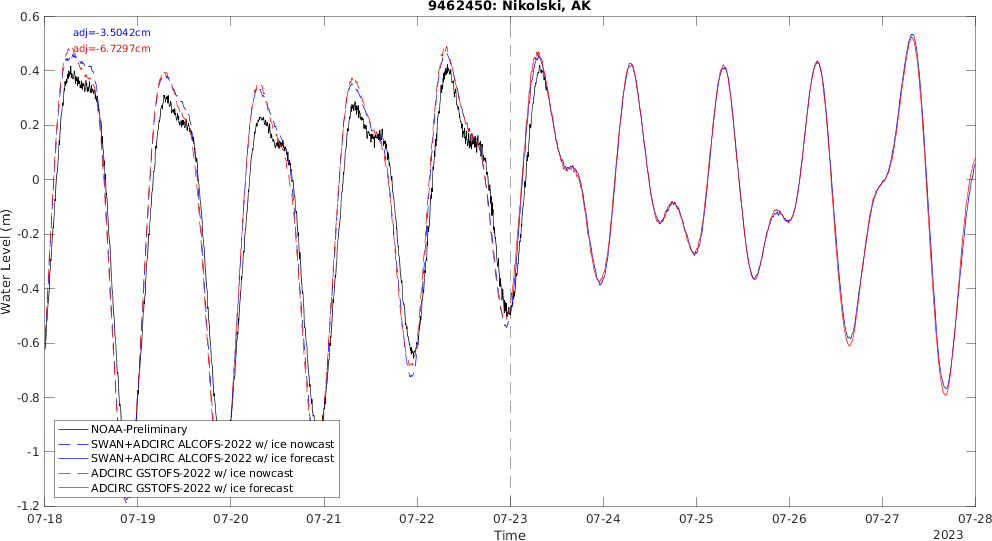 9462450: Nikolski, AK
adj=-3.5042cm
adj=-6.7297cm
Water Level (m)
0.6
0.4
0.2
0
-0.2
-0.4
-0.6
-0.8
-1
-1.2
NOAA-Preliminary
SWAN+ADCIRC ALCOFS-2022 w/ ice nowcast
SWAN+ADCIRC ALCOFS-2022 w/ ice forecast
ADCIRC GSTOFS-2022 w/ ice nowcast
ADCIRC GSTOFS-2022 w/ ice forecast
07-18 07-19 07-20 07-21 07-22 07-23 07-24 07-25 07-26 07-27 07-28
Time
2023